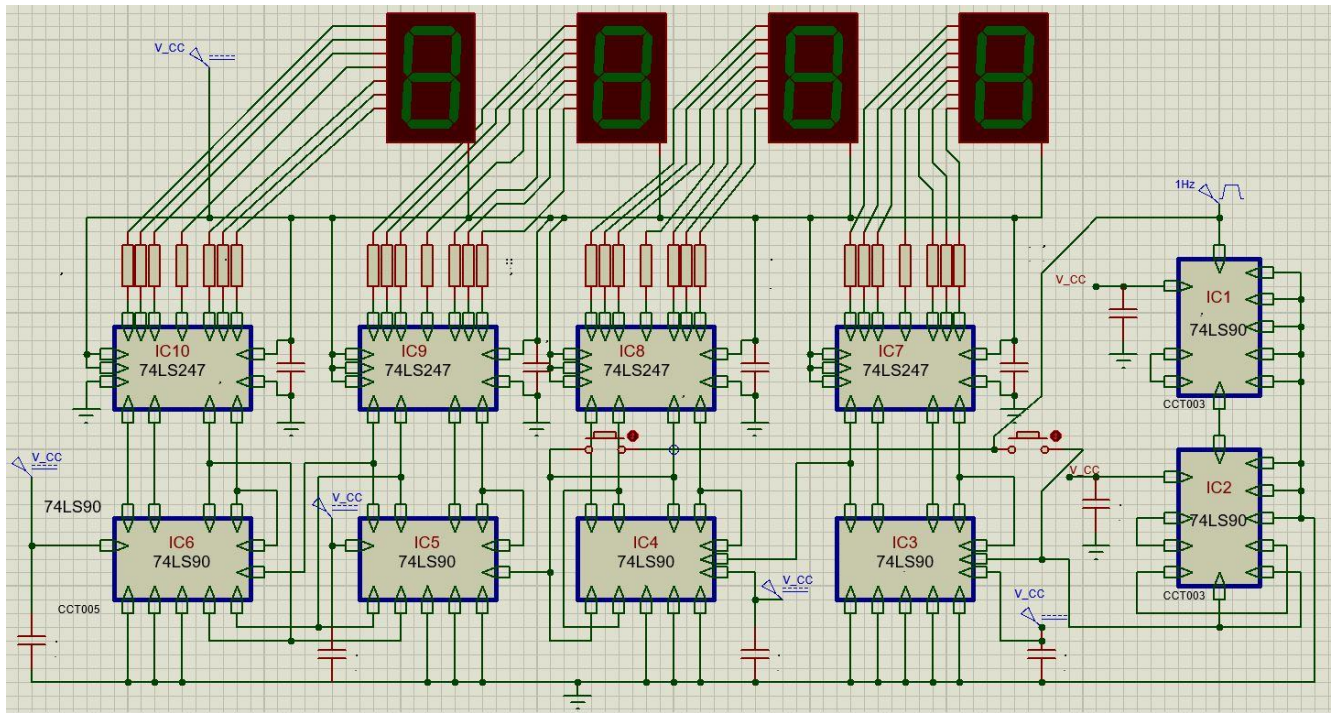 V_CC
1Hz
V_CC
IC10
74LS247
IC9
74LS247
IC8
74LS247
IC7
74LS247
IC1
74LS90
CCT003
V_CC
V_CC
IC2
74LS90
CCT003
74LS90
V_CC
IC6
74LS90
IC5
74LS90
IC4
74LS90
IC3
74LS90
V_CC
V_CC
CCT005